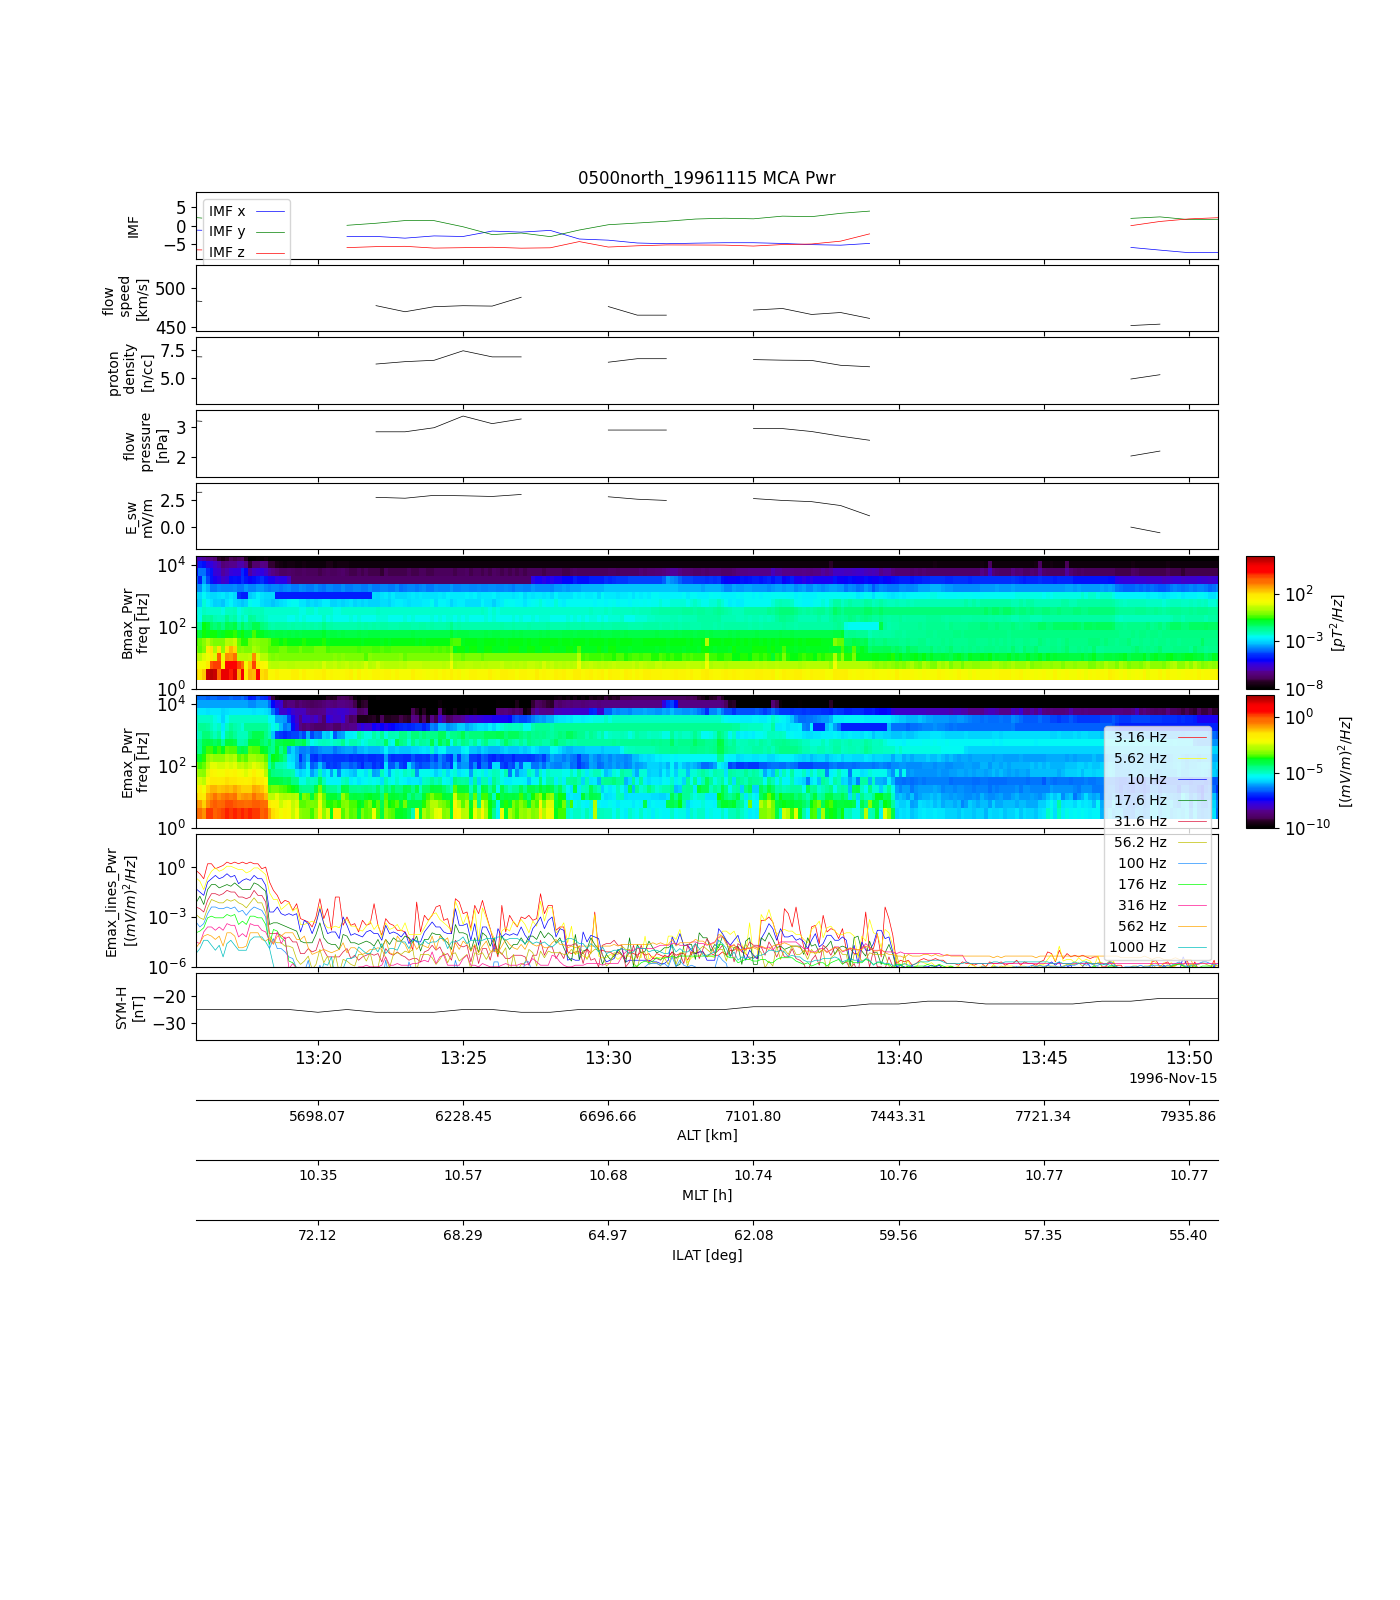 0500north_19961115 MCA Pwr
IMF
5
0
−5
IMF x
IMF y
IMF z
flow
speed
[km/s]
500
450
proton
density
[n/cc]
7.5
5.0
flow
pressure
[nPa]
3
2
E_sw
mV/m
2.5
0.0
Bmax_Pwr
freq [Hz]
10^4
10^2
10^0
10^2
10^−3
10^−8
[pT^2/Hz]
Emax_Pwr
freq [Hz]
10^4
10^2
10^0
10^0
10^−5
10^−10
[(mV/m)^2/Hz]
3.16 Hz
5.62 Hz
10 Hz
17.6 Hz
31.6 Hz
56.2 Hz
100 Hz
176 Hz
316 Hz
562 Hz
1000 Hz
Emax_lines_Pwr
[(mV/m)^2/Hz]
10^0
10^−3
10^−6
SYM-H
[nT]
−20
−30
13:20 13:25 13:30 13:35 13:40 13:45 13:50
1996-Nov-15
5698.07 6228.45 6696.66 7101.80 7443.31 7721.34 7935.86
ALT [km]
10.35 10.57 10.68 10.74 10.76 10.77 10.77
MLT [h]
72.12 68.29 64.97 62.08 59.56 57.35 55.40
ILAT [deg]